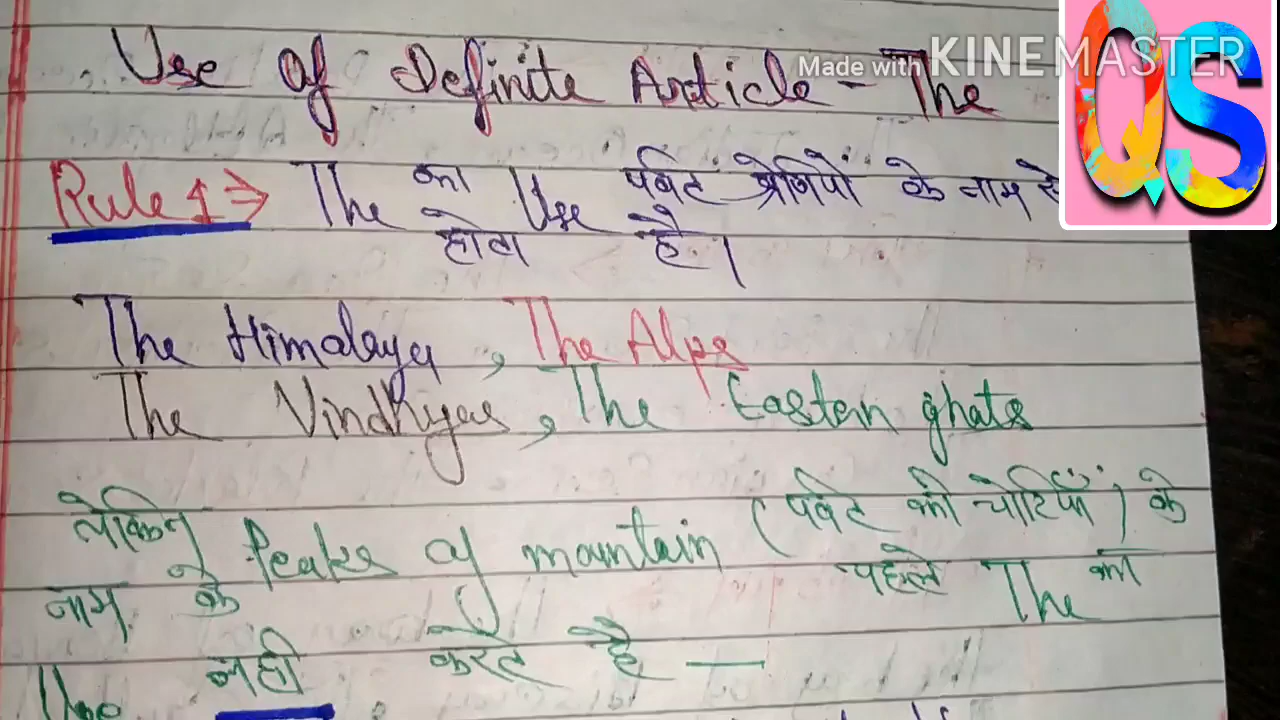 Use Of Definite Article - The
Made with KINEMASTER
QS
Rule 1 ⇒ The का Use पर्वत श्रेणियों के नाम से
होता है।
The Himalaya, The Alps
The Vindhyas, The Eastern ghats
लेकिन Peaks of mountain (पर्वत की चोटियाँ) के
नाम के पहले The का
Use नहीं करते है —